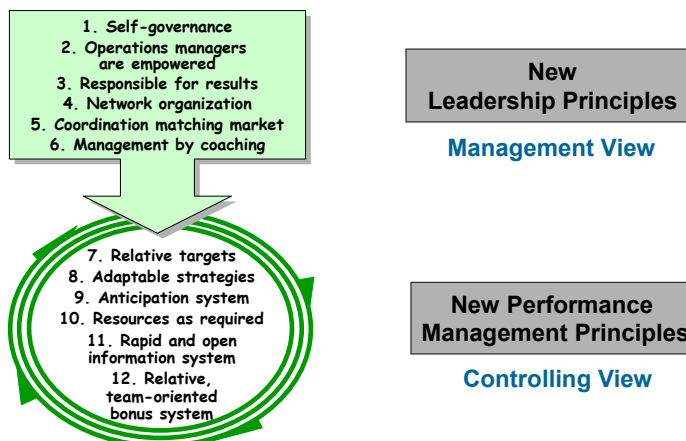 1. Self-governance
2. Operations managers
are empowered
3. Responsible for results
4. Network organization
5. Coordination matching market
6. Management by coaching
New
Leadership Principles
Management View
7. Relative targets
8. Adaptable strategies
9. Anticipation system
10. Resources as required
11. Rapid and open
information system
12. Relative,
team-oriented
bonus system
New Performance
Management Principles
Controlling View